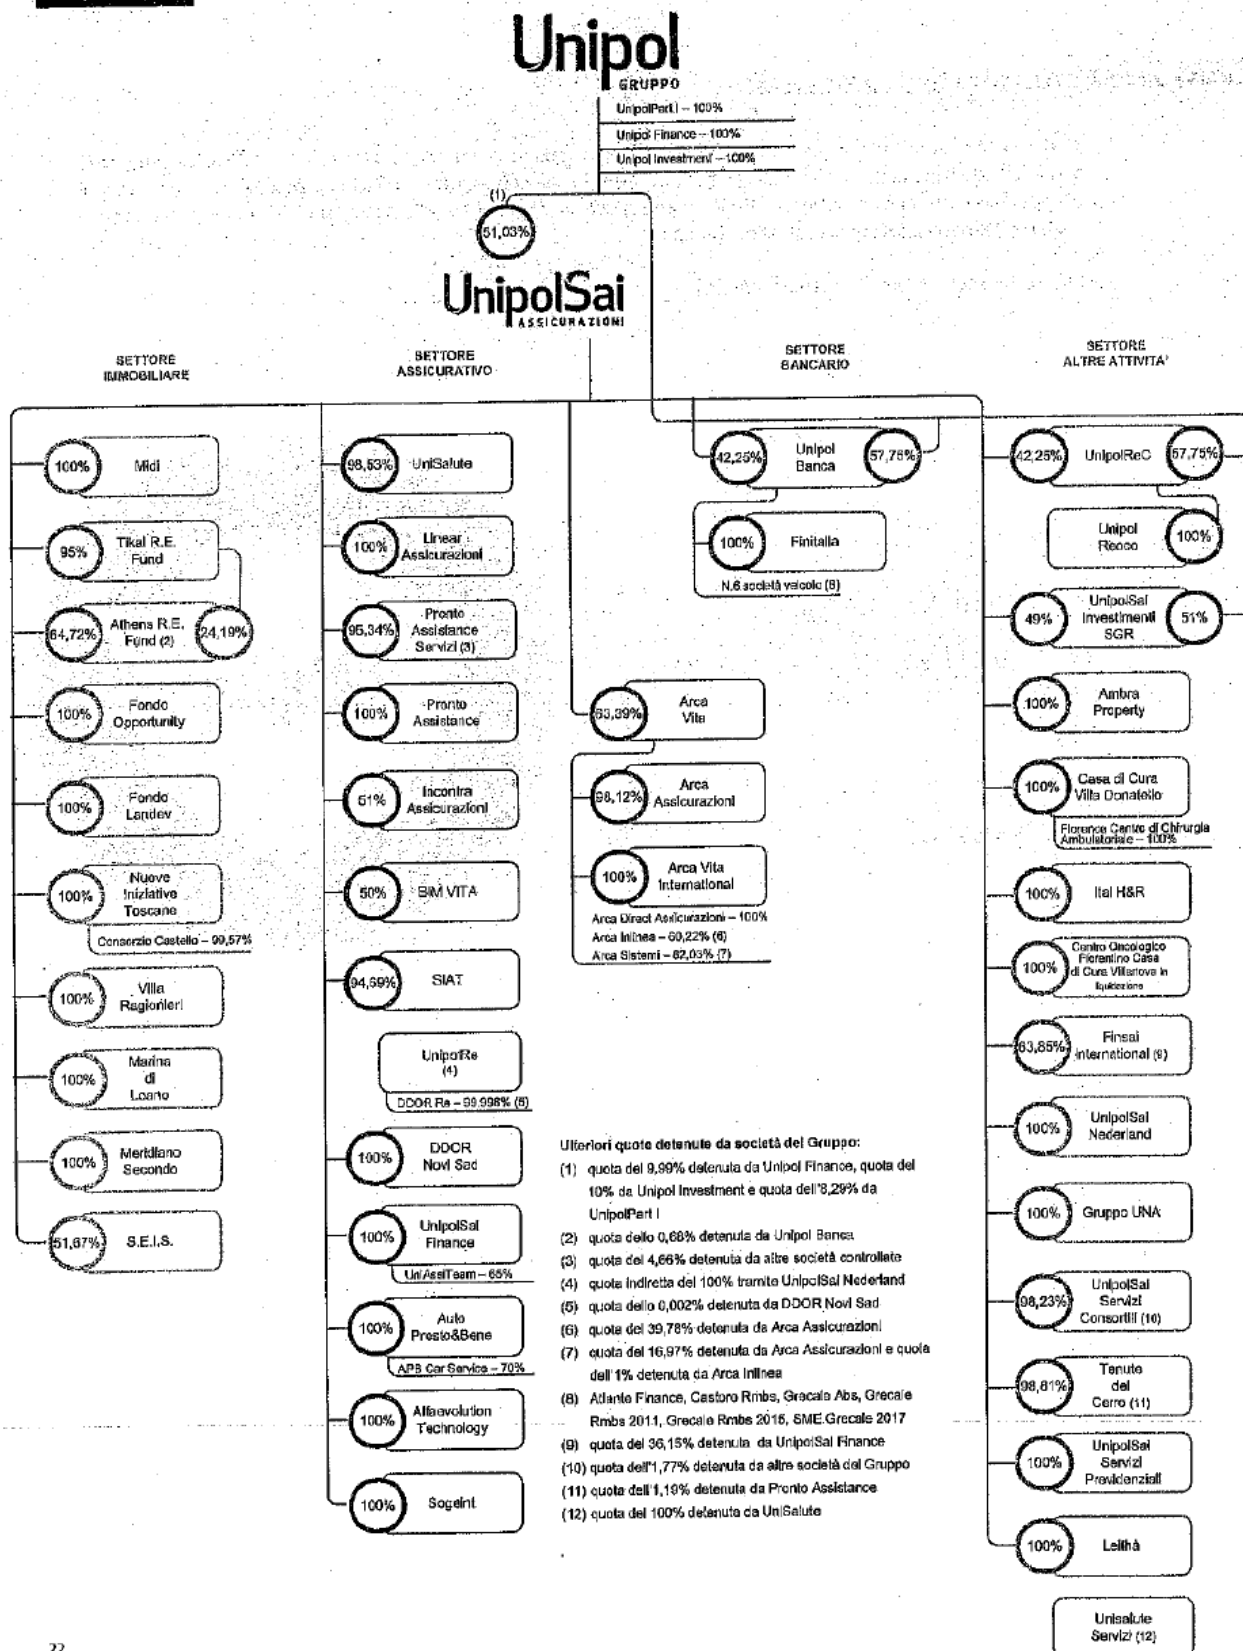 Unipol
GRUPPO
UnipolPart I – 100%
Unipol Finance – 100%
Unipol Investment – 100%
(1)
51,03%
UnipolSai
ASSICURAZIONI
SETTORE
IMMOBILIARE
100%
Midi
95%
Tikal R.E.
Fund
64,72%
Athens R.E.
Fund (2)
24,19%
100%
Fondo
Opportunity
100%
Fondo
Landev
100%
Nuove
Iniziative
Toscane
Consorzio Castello – 99,57%
100%
Villa
Ragionieri
100%
Marina
di
Loano
100%
Meridiano
Secondo
51,67%
S.E.I.S.
SETTORE
ASSICURATIVO
98,53%
UniSalute
100%
Linear
Assicurazioni
95,34%
Pronto
Assistance
Servizi (3)
100%
Pronto
Assistance
51%
Incontra
Assicurazioni
50%
BIM VITA
94,69%
SIAT
UnipolRe
(4)
DDOR Re – 99.998% (5)
100%
DDOR
Novi Sad
100%
UnipolSai
Finance
UniAssiTeam – 65%
100%
Auto
Presto&Bene
APB Car Service – 70%
100%
Alfaevolution
Technology
100%
Sogeint
63,39%
Arca
Vita
98,12%
Arca
Assicurazioni
100%
Arca Vita
International
Arca Direct Assicurazioni – 100%
Arca Inlinea – 60,22% (6)
Arca Sistemi – 82,03% (7)
SETTORE
BANCARIO
42,25%
Unipol
Banca
57,75%
100%
Finitalia
N.6 società veicolo (8)
SETTORE
ALTRE ATTIVITA'
42,25%
UnipolReC
57,75%
Unipol
Reoco
100%
49%
UnipolSai
Investimenti
SGR
51%
100%
Ambra
Property
100%
Casa di Cura
Villa Donatello
Florence Centro di Chirurgia
Ambulatoriale – 100%
100%
Ital H&R
100%
Centro Oncologico
Fiorentino Casa
di Cura Villanova in
liquidazione
63,85%
Finsai
International (9)
100%
UnipolSai
Nederland
100%
Gruppo UNA
98,23%
UnipolSai
Servizi
Consortili (10)
98,81%
Tenute
del
Cerro (11)
100%
UnipolSai
Servizi
Previdenziali
100%
Leithà
Unisalute
Servizi (12)
Ulteriori quote detenute da società del Gruppo:
(1) quota del 9,99% detenuta da Unipol Finance, quota del
10% da Unipol Investment e quota dell'8,29% da
UnipolPart I
(2) quota dello 0,68% detenuta da Unipol Banca
(3) quota del 4,66% detenuta da altre società controllate
(4) quota indiretta del 100% tramite UnipolSai Nederland
(5) quota dello 0,002% detenuta da DDOR Novi Sad
(6) quota del 39,78% detenuta da Arca Assicurazioni
(7) quota del 16,97% detenuta da Arca Assicurazioni e quota
dell'1% detenuta da Arca Inlinea
(8) Atlante Finance, Castoro Rmbs, Grecale Abs, Grecale
Rmbs 2011, Grecale Rmbs 2015, SME Grecale 2017
(9) quota del 36,15% detenuta da UnipolSai Finance
(10) quota dell'1,77% detenuta da altre società del Gruppo
(11) quota dell'1,19% detenuta da Pronto Assistance
(12) quota del 100% detenuta da UniSalute
22